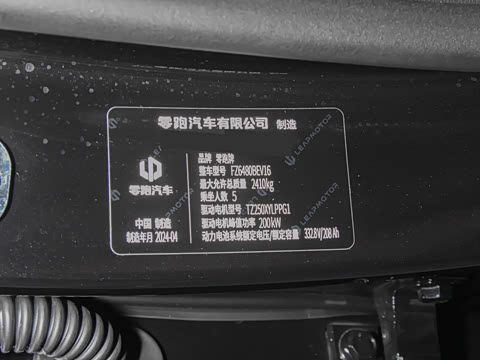 零跑汽车有限公司 制造
品牌 零跑牌
整车型号 FZ6480BEV16
最大允许总质量 2410kg
乘坐人数 5
驱动电机型号 TZ250XYLPPG1
驱动电机峰值功率 200kW
动力电池系统额定电压/额定容量 332.8V/208 Ah
零跑汽车
中国 制造
制造年月 2024-04
LEAPMOTOR
LEAPMOTOR
LEAPMOTOR